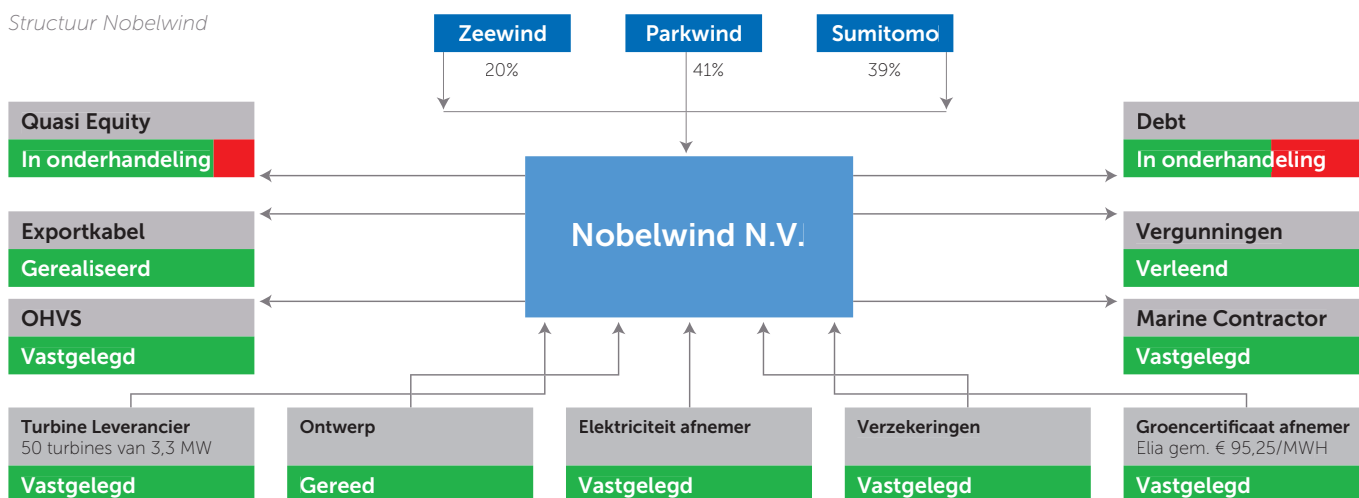 Structuur Nobelwind
Zeewind
Parkwind
Sumitomo
20%
41%
39%
Quasi Equity
In onderhandeling
Debt
In onderhandeling
Nobelwind N.V.
Exportkabel
Gerealiseerd
Vergunningen
Verleend
OHVS
Vastgelegd
Marine Contractor
Vastgelegd
Turbine Leverancier
50 turbines van 3,3 MW
Vastgelegd
Ontwerp
Gereed
Elektriciteit afnemer
Vastgelegd
Verzekeringen
Vastgelegd
Groencertificaat afnemer
Elia gem. € 95,25/MWH
Vastgelegd